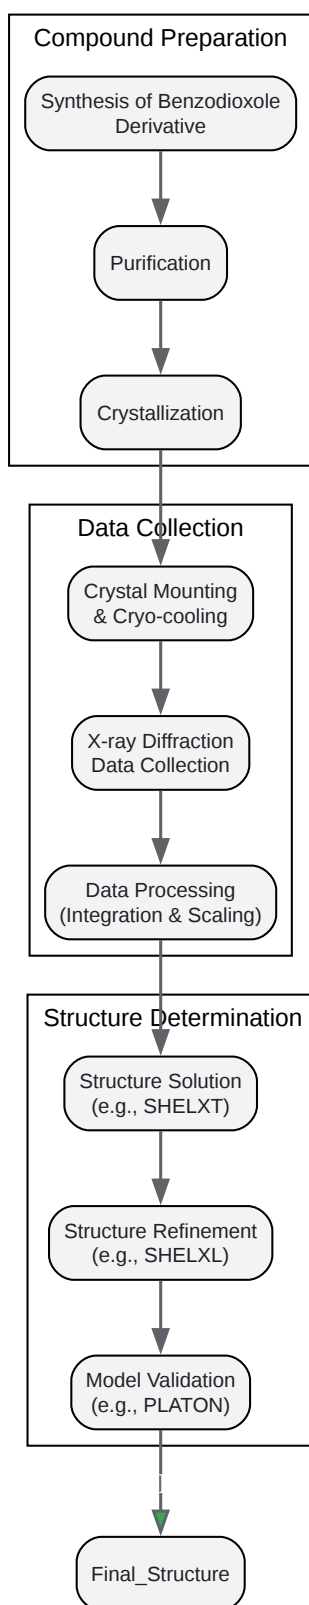 Compound Preparation
Synthesis of Benzodioxole
Derivative
Purification
Crystallization
Data Collection
Crystal Mounting
& Cryo-cooling
X-ray Diffraction
Data Collection
Data Processing
(Integration & Scaling)
Structure Determination
Structure Solution
(e.g., SHELXT)
Structure Refinement
(e.g., SHELXL)
Model Validation
(e.g., PLATON)
Final_Structure